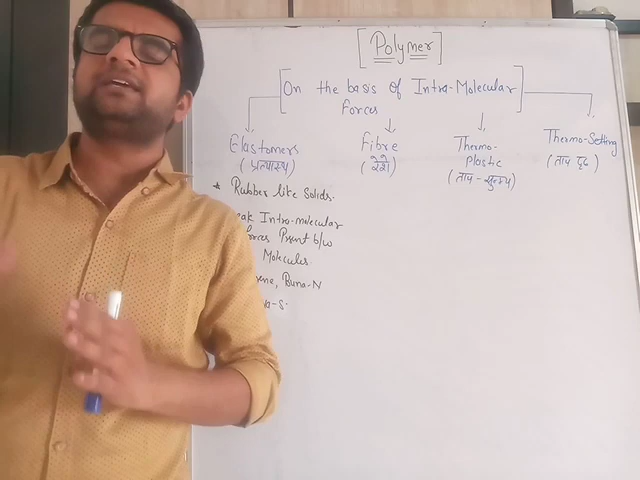 [Polymer]
[On the basis of Intra-Molecular
forces]
Elastomers
(प्रत्यास्थ)
* Rubber like Solids.
Intra-molecular
Present b/w
Molecules.
Buna-N
-S.
Fibre
(रेशे)
Thermo-
Plastic
(ताप-सुनम्य)
Thermo-Setting
(ताप दृढ़)